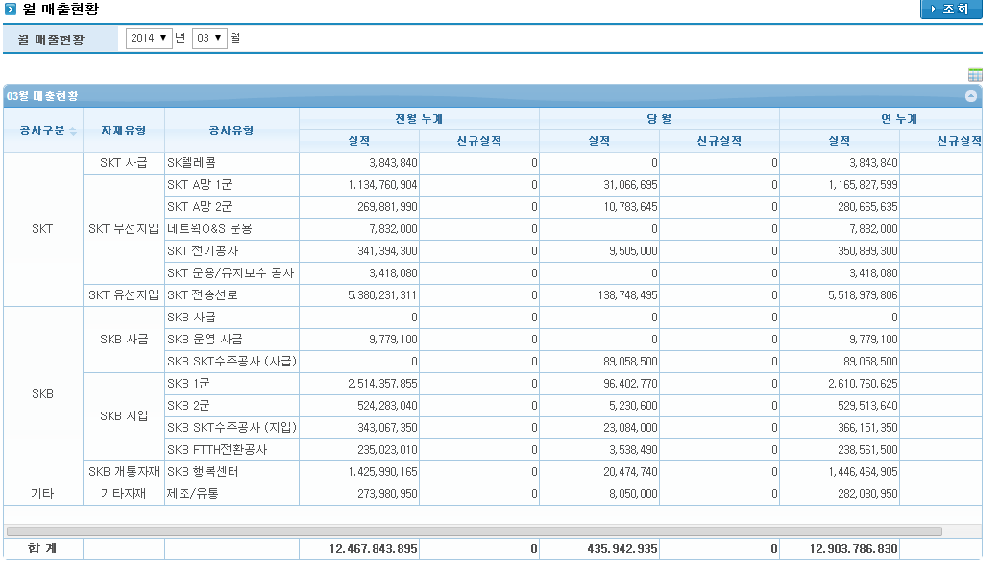 월 매출현황
조 회
월 매출현황 2014 년 03 월
03월 매출현황
공사구분 자재유형 공사유형 전월 누계 당 월 연 누계
실적 신규실적 실적 신규실적 실적 신규실적
SKT SKT 사급 SK텔레콤 3,843,840 0 0 0 3,843,840
SKT 무선지입 SKT A망 1군 1,134,760,904 0 31,066,695 0 1,165,827,599
SKT A망 2군 269,881,990 0 10,783,645 0 280,665,635
네트웍O&S 운용 7,832,000 0 0 0 7,832,000
SKT 전기공사 341,394,300 0 9,505,000 0 350,899,300
SKT 운용/유지보수 공사 3,418,080 0 0 0 3,418,080
SKT 유선지입 SKT 전송선로 5,380,231,311 0 138,748,495 0 5,518,979,806
SKB SKB 사급 SKB 사급 0 0 0 0 0
SKB 운영 사급 9,779,100 0 0 0 9,779,100
SKB SKT수주공사 (사급) 0 0 89,058,500 0 89,058,500
SKB 지입 SKB 1군 2,514,357,855 0 96,402,770 0 2,610,760,625
SKB 2군 524,283,040 0 5,230,600 0 529,513,640
SKB SKT수주공사 (지입) 343,067,350 0 23,084,000 0 366,151,350
SKB FTTH전환공사 235,023,010 0 3,538,490 0 238,561,500
SKB 개통자재 SKB 행복센터 1,425,990,165 0 20,474,740 0 1,446,464,905
기타 기타자재 제조/유통 273,980,950 0 8,050,000 0 282,030,950
합 계 12,467,843,895 0 435,942,935 0 12,903,786,830